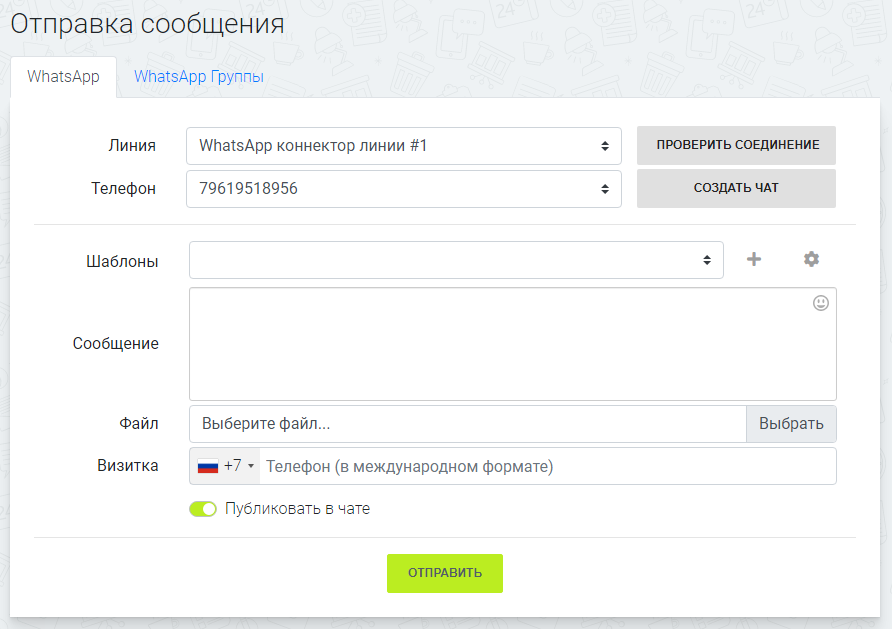 Отправка сообщения
WhatsApp WhatsApp Группы
Линия WhatsApp коннектор линии #1 ПРОВЕРИТЬ СОЕДИНЕНИЕ
Телефон 79619518956 СОЗДАТЬ ЧАТ
Шаблоны
Сообщение
Файл Выберите файл... Выбрать
Визитка +7 Телефон (в международном формате)
Публиковать в чате
ОТПРАВИТЬ